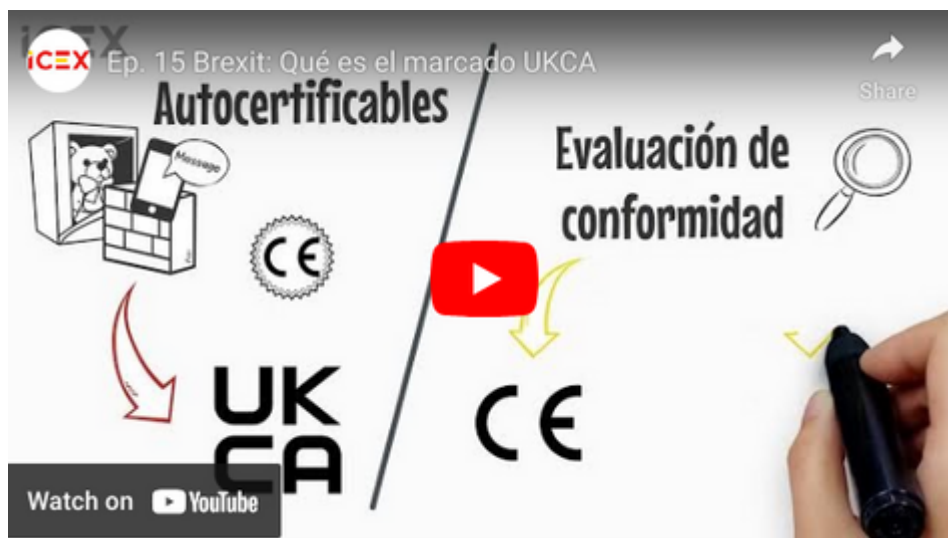 iCEX
iCEX Ep. 15 Brexit: Qué es el marcado UKCA
Share
Autocertificables
Message
Evaluación de
conformidad
CE
UK
CA
CE
Watch on YouTube